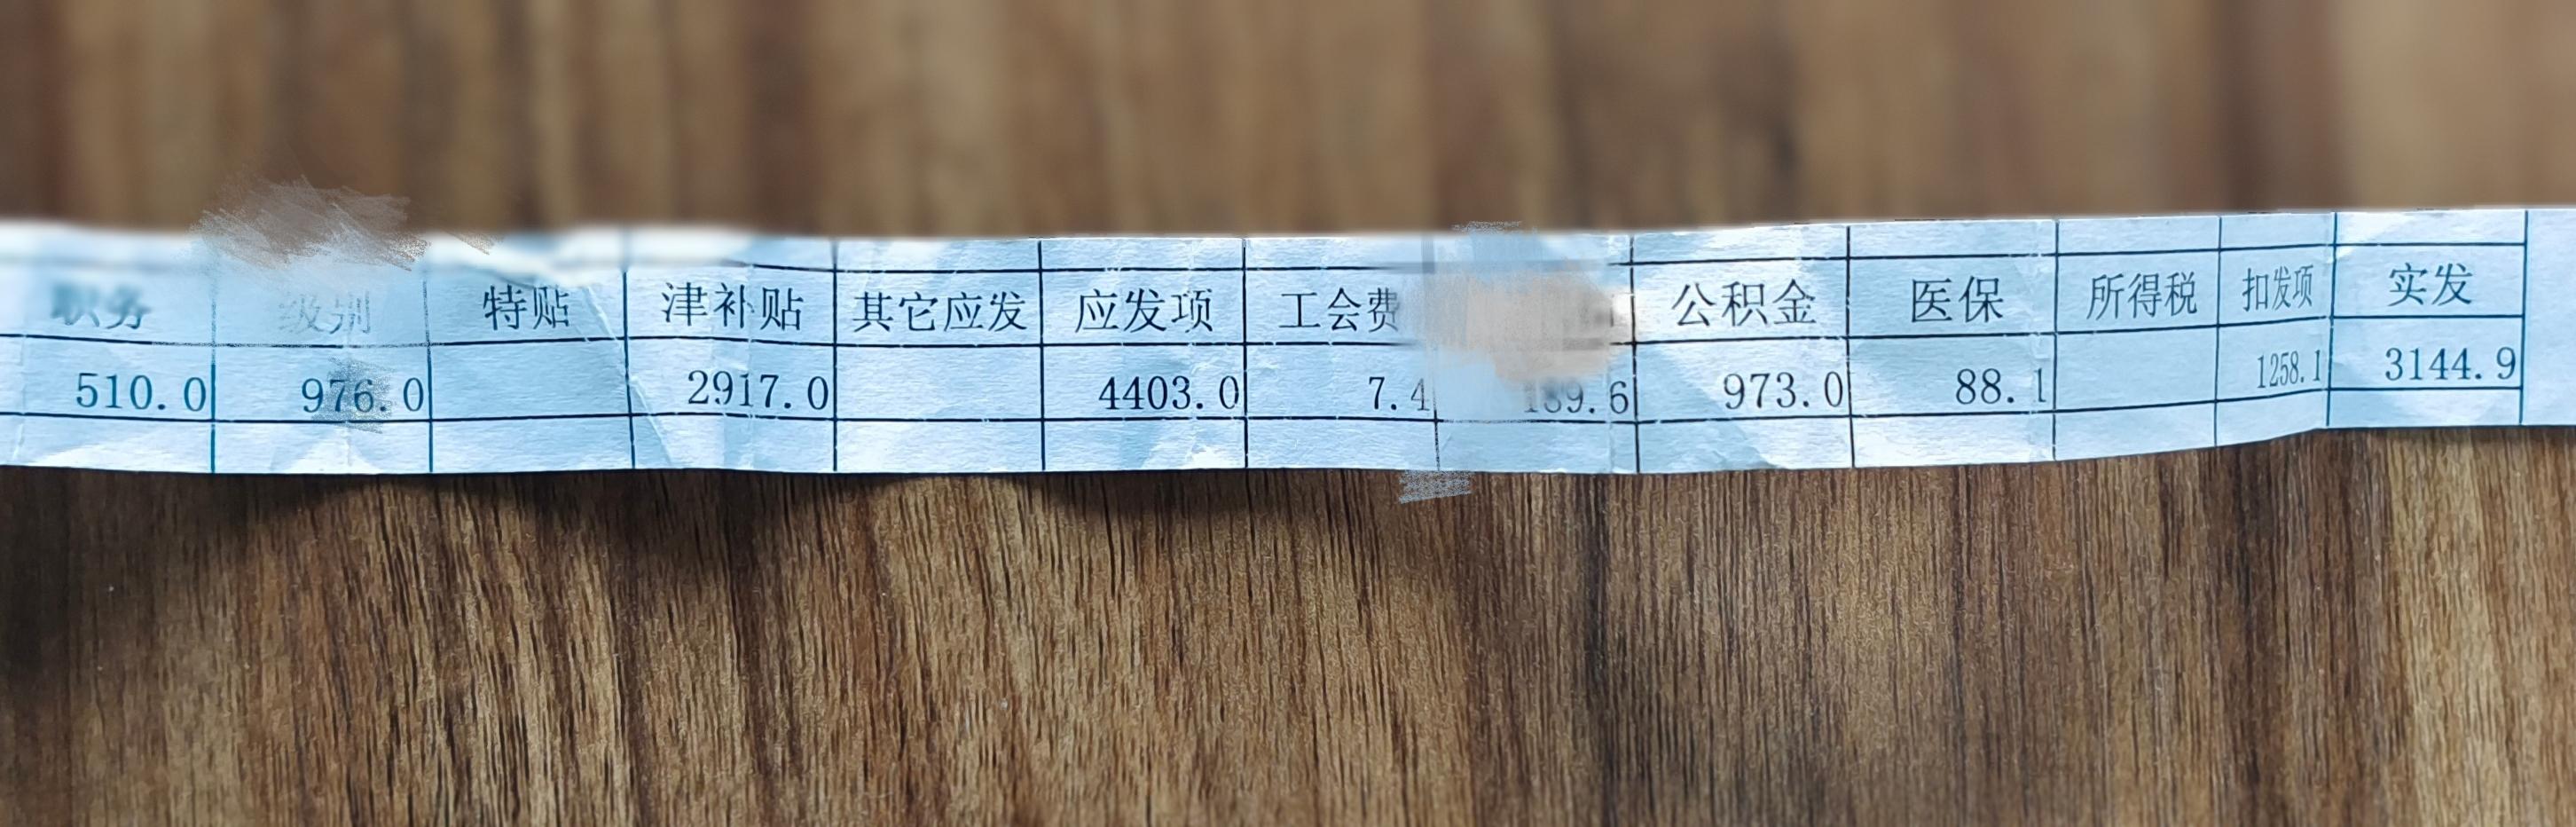 职务 级别 特贴 津补贴 其它应发 应发项 工会费 公积金 医保 所得税 扣发项 实发
510.0 976.0 2917.0 4403.0 7.4 189.6 973.0 88.1 1258.1 3144.9